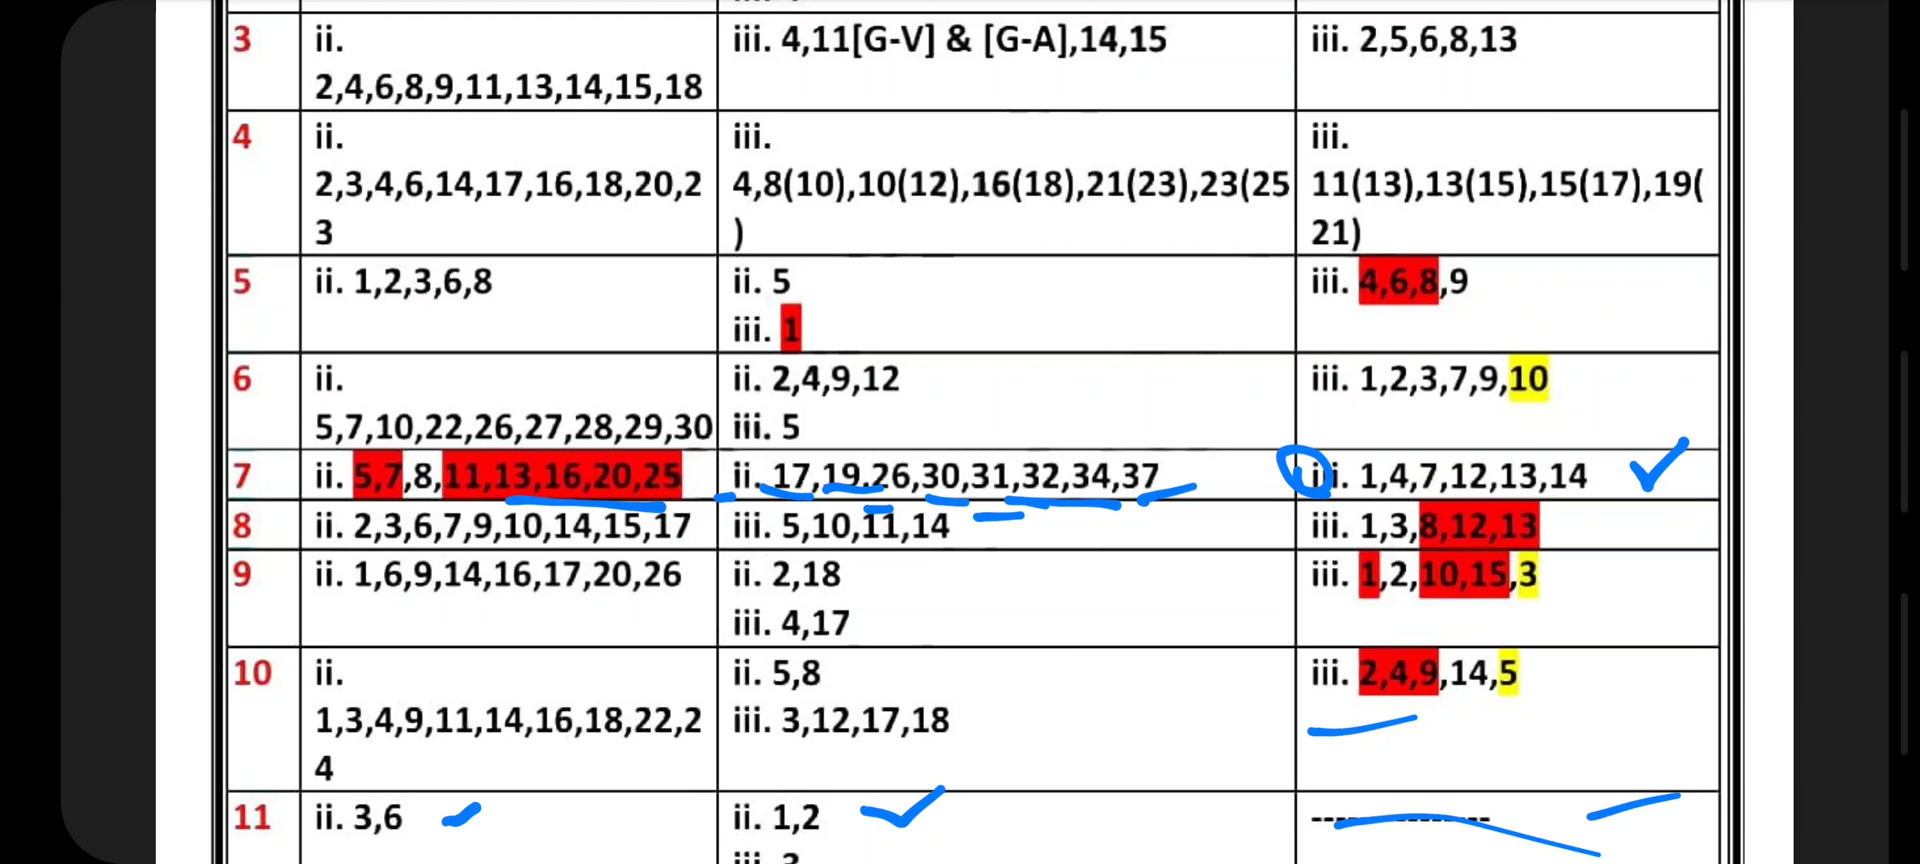 3
ii.
2,4,6,8,9,11,13,14,15,18
iii. 4,11[G-V] & [G-A],14,15
iii. 2,5,6,8,13
4
ii.
2,3,4,6,14,17,16,18,20,2
3
iii.
4,8(10),10(12),16(18),21(23),23(25
)
iii.
11(13),13(15),15(17),19(
21)
5
ii. 1,2,3,6,8
ii. 5
iii. 1
iii. 4,6,8,9
6
ii.
5,7,10,22,26,27,28,29,30
ii. 2,4,9,12
iii. 5
iii. 1,2,3,7,9,10
7
ii. 5,7,8,11,13,16,20,25
ii. 17,19,26,30,31,32,34,37
iii. 1,4,7,12,13,14
8
ii. 2,3,6,7,9,10,14,15,17
iii. 5,10,11,14
iii. 1,3,8,12,13
9
ii. 1,6,9,14,16,17,20,26
ii. 2,18
iii. 4,17
iii. 1,2,10,15,3
10
ii.
1,3,4,9,11,14,16,18,22,2
4
ii. 5,8
iii. 3,12,17,18
iii. 2,4,9,14,5
11
ii. 3,6
ii. 1,2